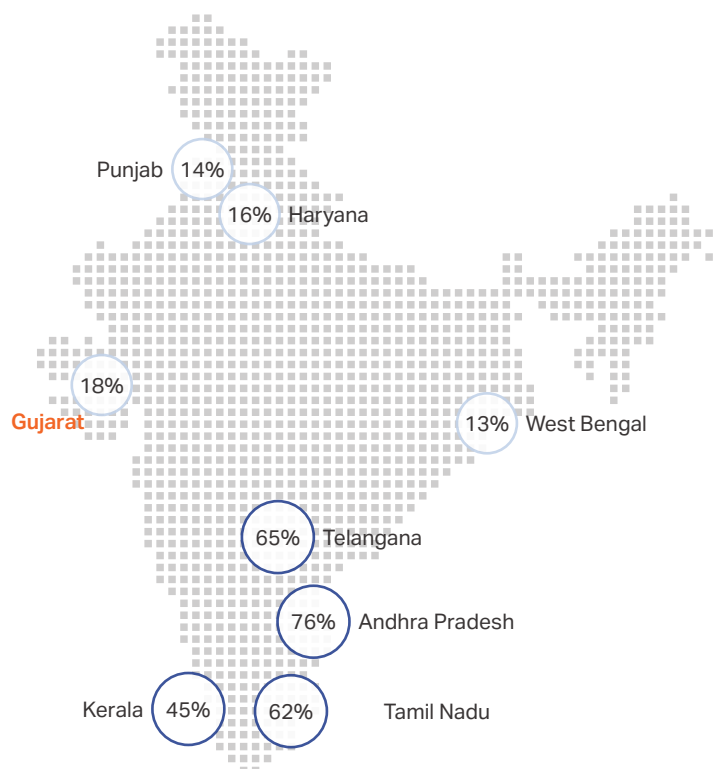 Punjab 14%
16% Haryana
18%
Gujarat
13% West Bengal
65% Telangana
76% Andhra Pradesh
Kerala 45% 62% Tamil Nadu